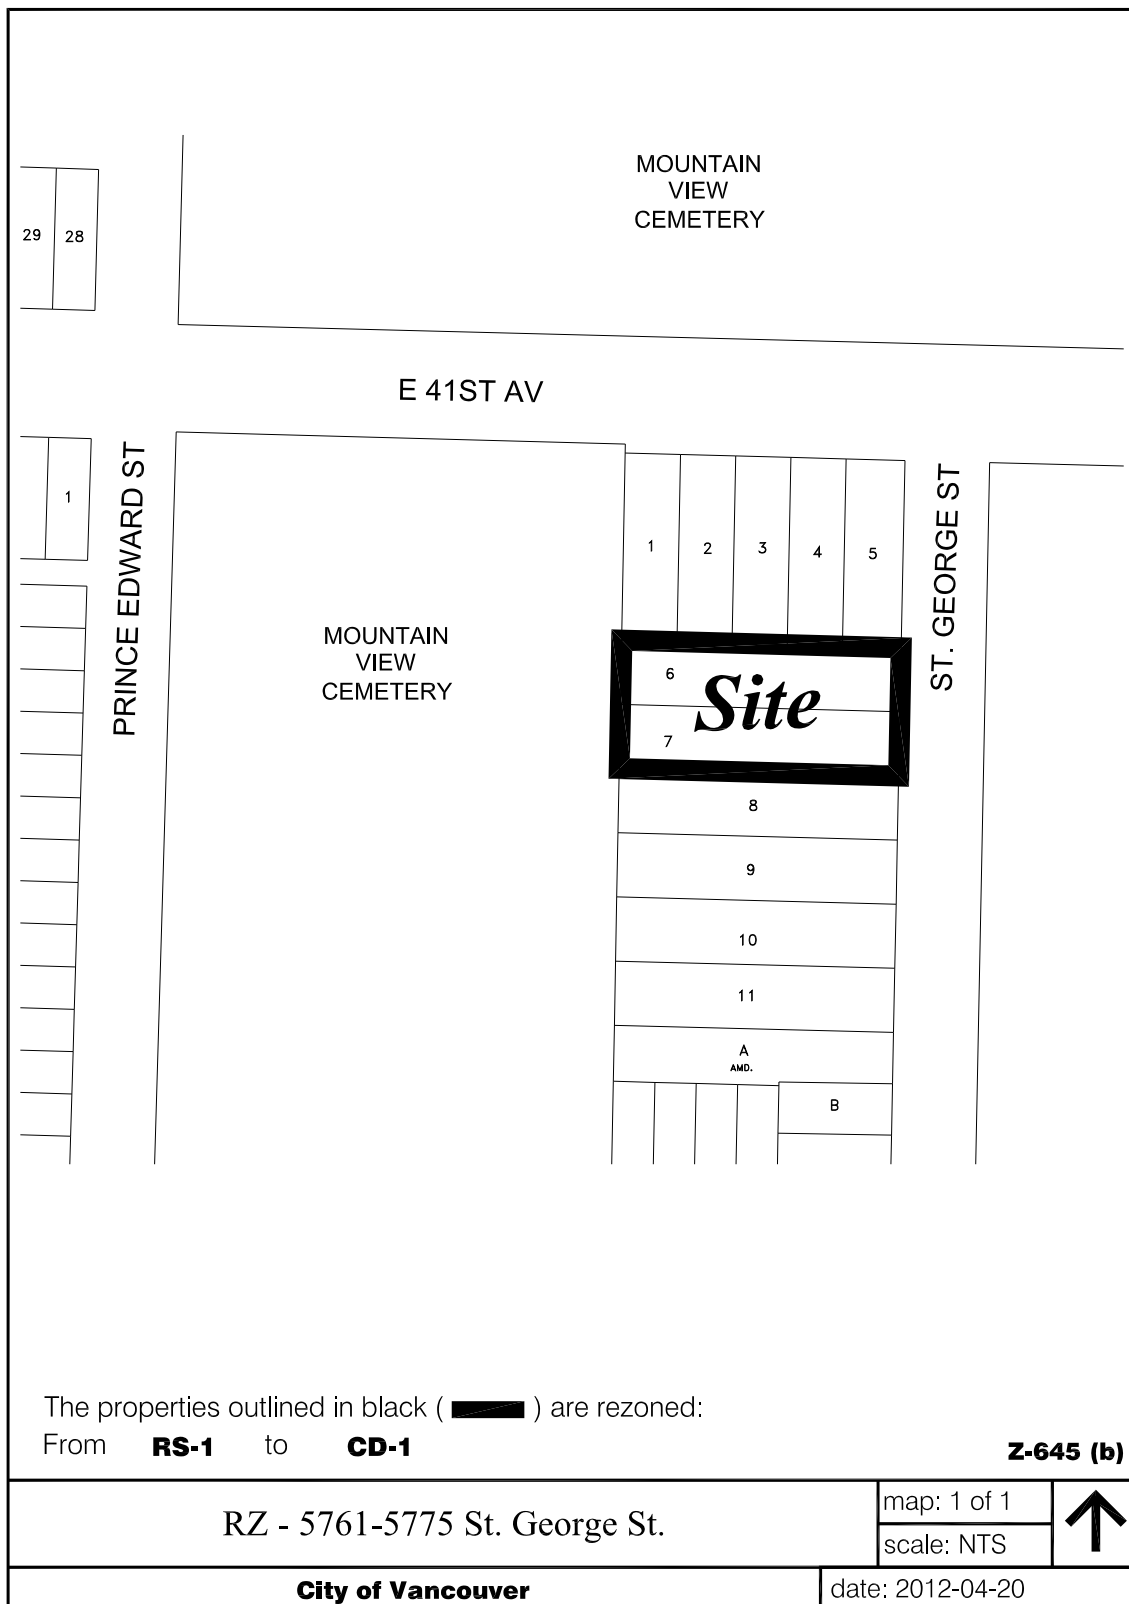 MOUNTAIN
VIEW
CEMETERY
29 28
E 41ST AV
1
PRINCE EDWARD ST
MOUNTAIN
VIEW
CEMETERY
1 2 3 4 5
ST. GEORGE ST
6
Site
7
8
9
10
11
A
AMD.
B
The properties outlined in black ( ) are rezoned:
From RS-1 to CD-1
Z-645 (b)
RZ - 5761-5775 St. George St.
map: 1 of 1
scale: NTS
City of Vancouver
date: 2012-04-20